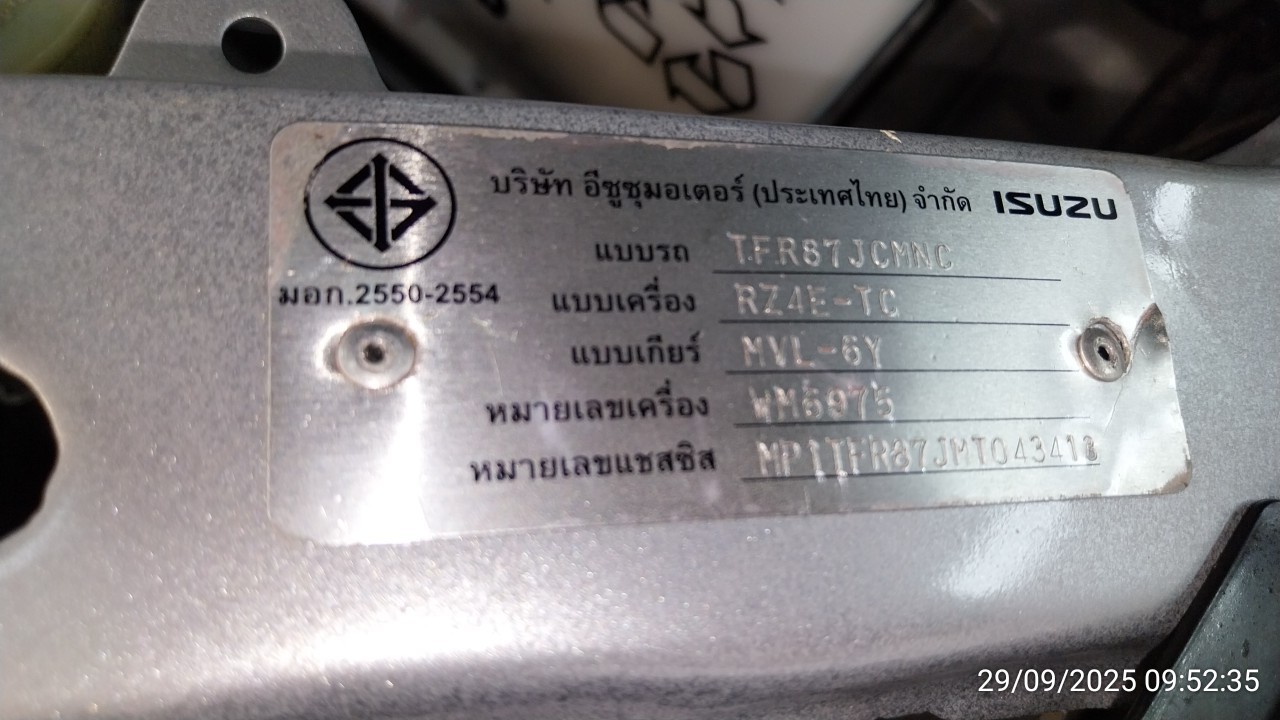 บริษัท อีซูซุมอเตอร์ (ประเทศไทย) จำกัด ISUZU
แบบรถ TFR87JCMNC
มอก.2550-2554
แบบเครื่อง RZ4E-TC
แบบเกียร์ MVL-6Y
หมายเลขเครื่อง WM6975
หมายเลขแชสซิส MP1TFR87JMT043418
29/09/2025 09:52:35